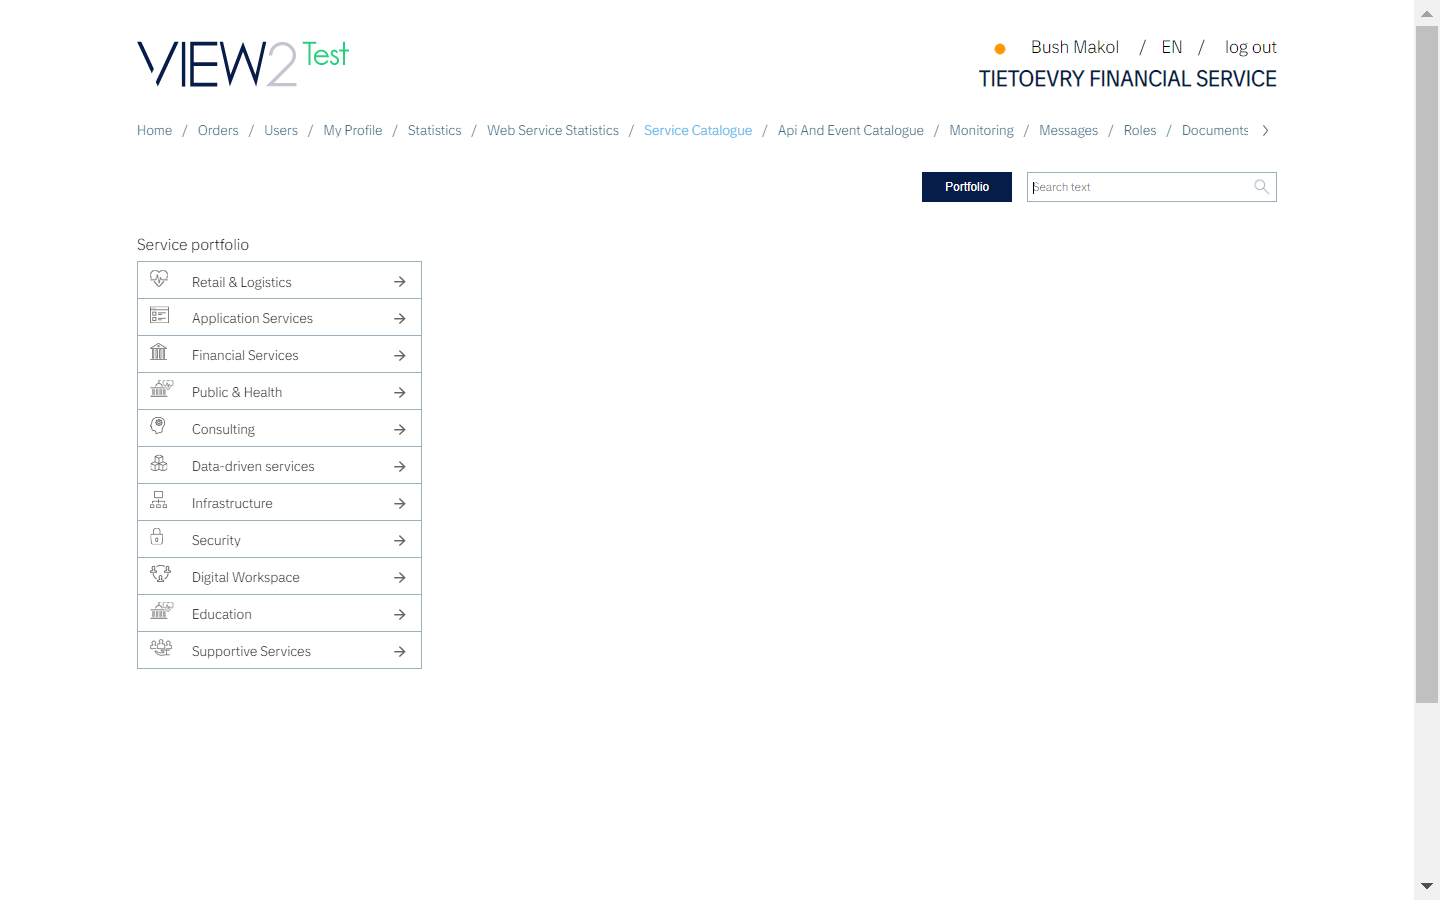 VIEW2 Test
Bush Makol / EN / log out
TIETOEVRY FINANCIAL SERVICE
Home / Orders / Users / My Profile / Statistics / Web Service Statistics / Service Catalogue / Api And Event Catalogue / Monitoring / Messages / Roles / Documents
Portfolio
Search text
Service portfolio
Retail & Logistics
Application Services
Financial Services
Public & Health
Consulting
Data-driven services
Infrastructure
Security
Digital Workspace
Education
Supportive Services